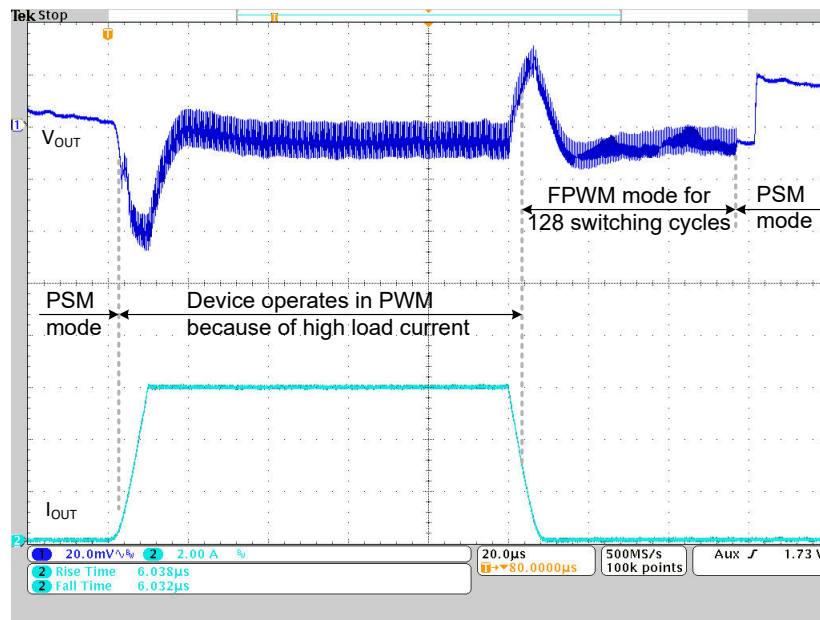 Tek Stop
T
T
1
VOUT
FPWM mode for
128 switching cycles
PSM
mode
PSM
mode
Device operates in PWM
because of high load current
IOUT
2
1 20.0mV∿BW 2 2.00 A BW
20.0µs
T→▼80.0000µs
500MS/s
100k points
Aux ʃ 1.73 V
2 Rise Time 6.038µs
2 Fall Time 6.032µs